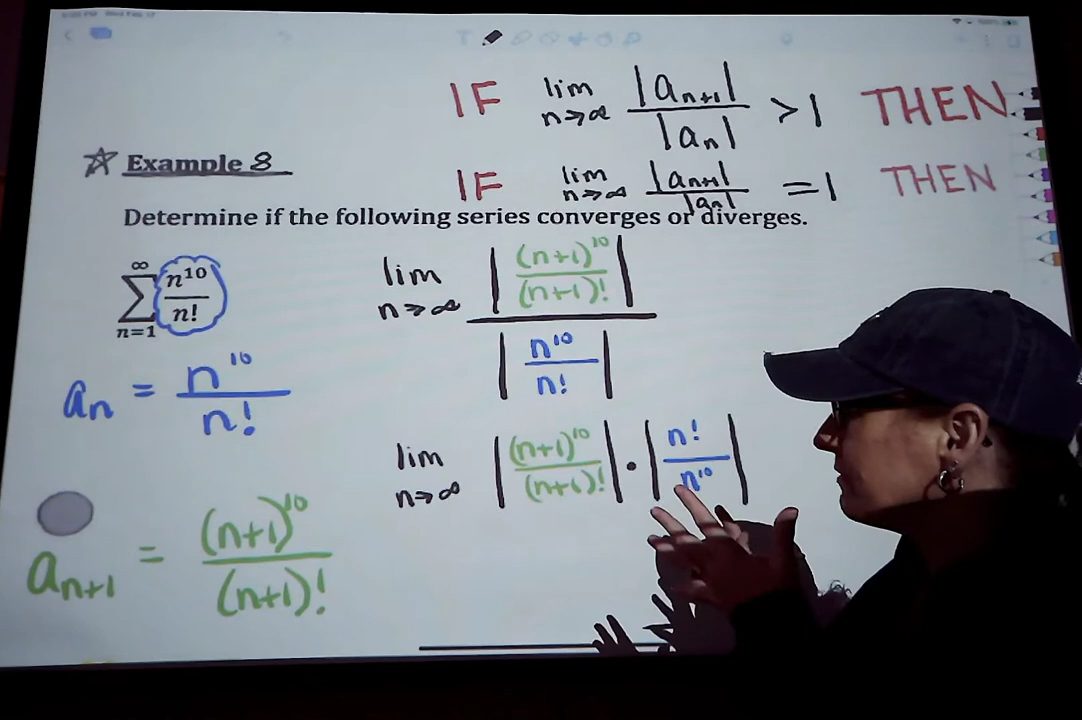 IF lim n→∞ |aₙ₊₁| / |aₙ| > 1 THEN
☆ Example 8
IF lim n→∞ |aₙ₊₁| / |aₙ| = 1 THEN
Determine if the following series converges or diverges.
∞ ∑ n=1 n¹⁰ / n!
lim n→∞ |(n+1)¹⁰ / (n+1)!| / |n¹⁰ / n!|
aₙ = n¹⁰ / n!
lim n→∞ |(n+1)¹⁰ / (n+1)!| · |n! / n¹⁰|
aₙ₊₁ = (n+1)¹⁰ / (n+1)!